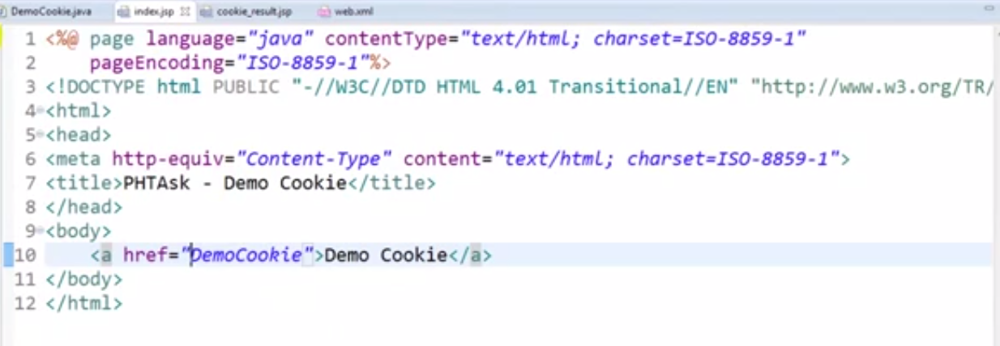 DemoCookie.java index.jsp cookie_result.jsp web.xml
1 <%@ page language="java" contentType="text/html; charset=ISO-8859-1"
2 pageEncoding="ISO-8859-1"%>
3 <!DOCTYPE html PUBLIC "-//W3C//DTD HTML 4.01 Transitional//EN" "http://www.w3.org/TR/
4 <html>
5 <head>
6 <meta http-equiv="Content-Type" content="text/html; charset=ISO-8859-1">
7 <title>PHTAsk - Demo Cookie</title>
8 </head>
9 <body>
10 <a href="DemoCookie">Demo Cookie</a>
11 </body>
12 </html>